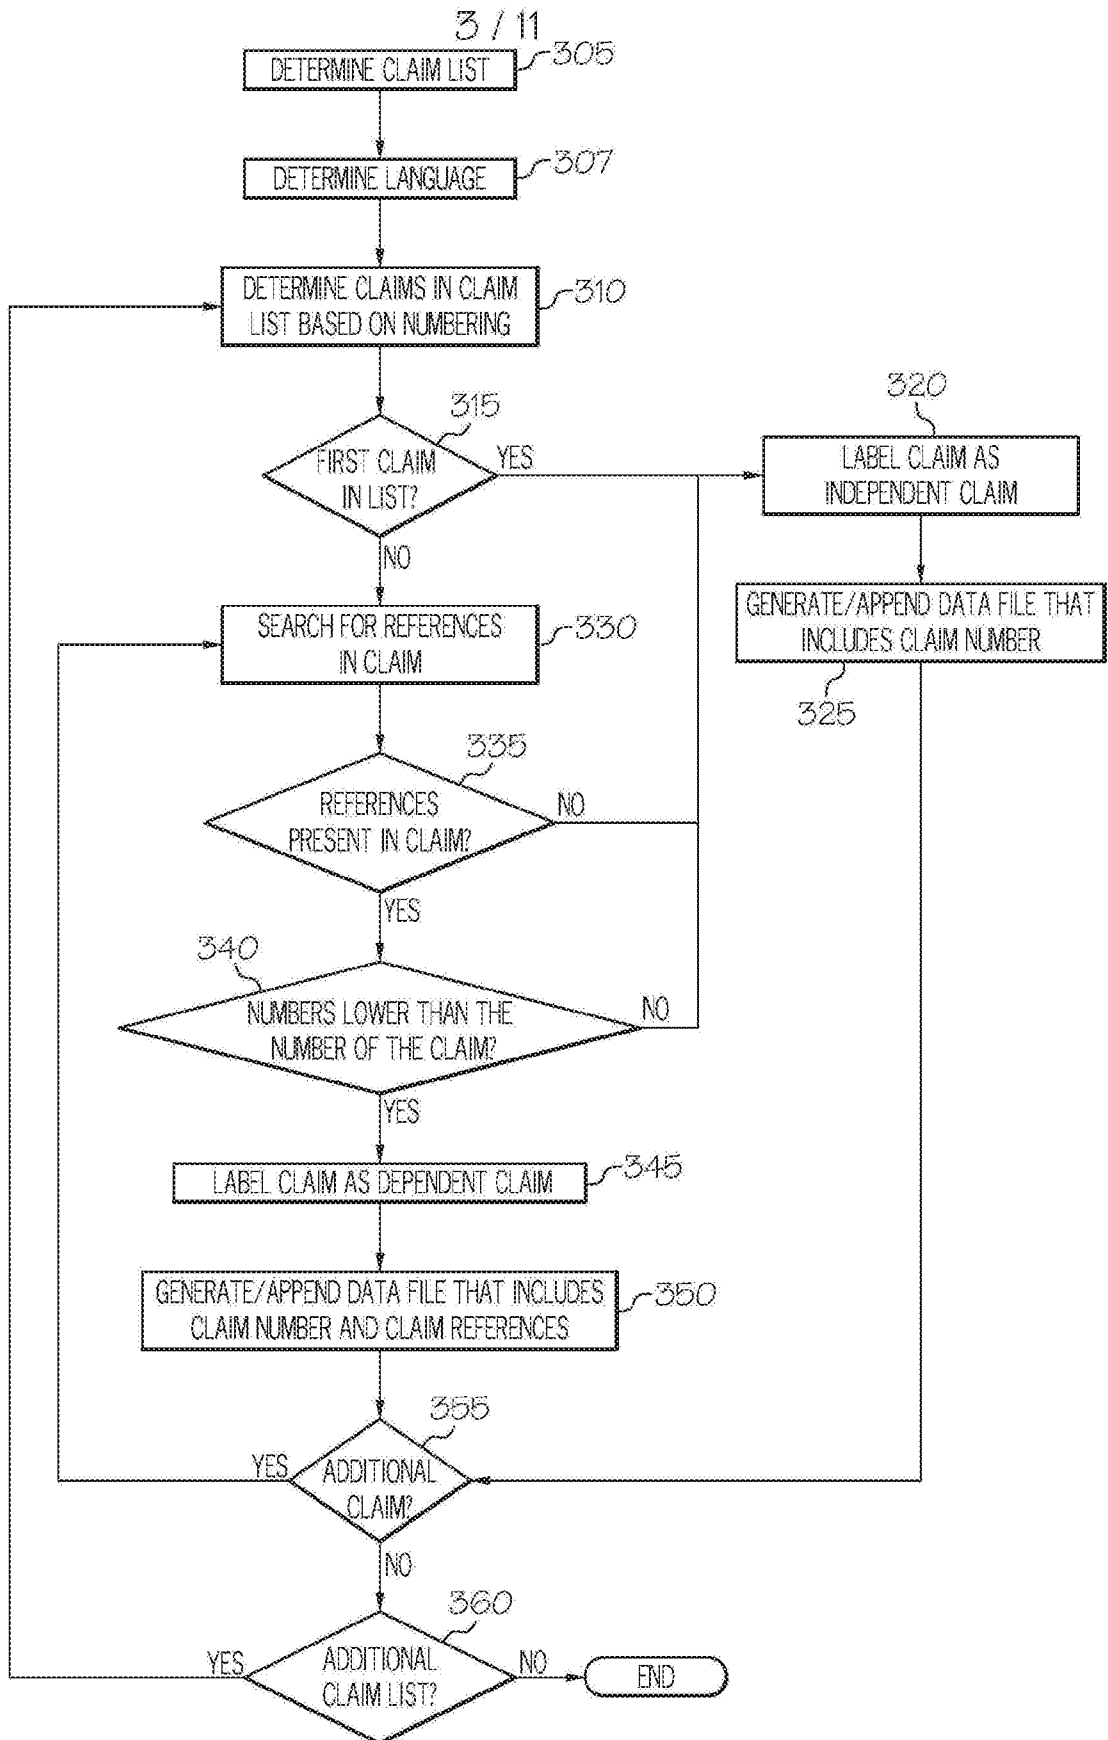 3 / 11
DETERMINE CLAIM LIST
305
DETERMINE LANGUAGE
307
DETERMINE CLAIMS IN CLAIM
LIST BASED ON NUMBERING
310
315
FIRST CLAIM
IN LIST?
YES
NO
320
LABEL CLAIM AS
INDEPENDENT CLAIM
GENERATE/APPEND DATA FILE THAT
INCLUDES CLAIM NUMBER
325
SEARCH FOR REFERENCES
IN CLAIM
330
335
REFERENCES
PRESENT IN CLAIM?
NO
YES
340
NUMBERS LOWER THAN THE
NUMBER OF THE CLAIM?
NO
YES
LABEL CLAIM AS DEPENDENT CLAIM
345
GENERATE/APPEND DATA FILE THAT INCLUDES
CLAIM NUMBER AND CLAIM REFERENCES
350
355
YES
ADDITIONAL
CLAIM?
NO
360
YES
ADDITIONAL
CLAIM LIST?
NO
END